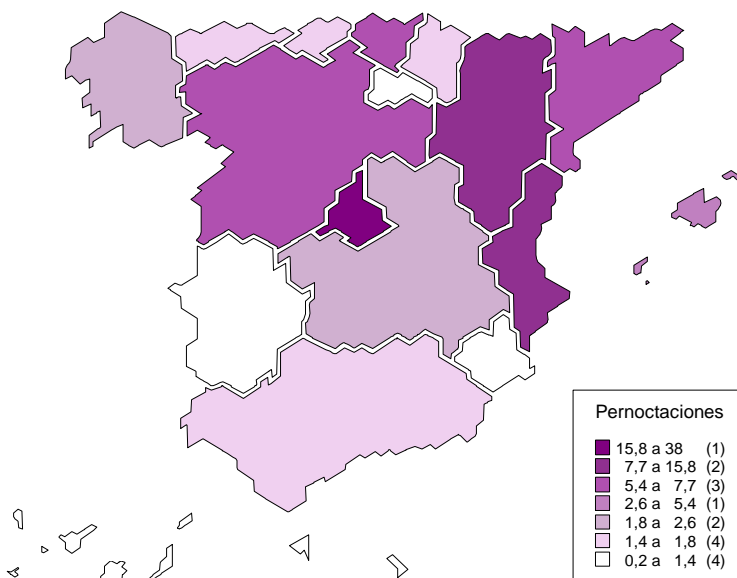 Pernoctaciones
15,8 a 38 (1)
7,7 a 15,8 (2)
5,4 a 7,7 (3)
2,6 a 5,4 (1)
1,8 a 2,6 (2)
1,4 a 1,8 (4)
0,2 a 1,4 (4)